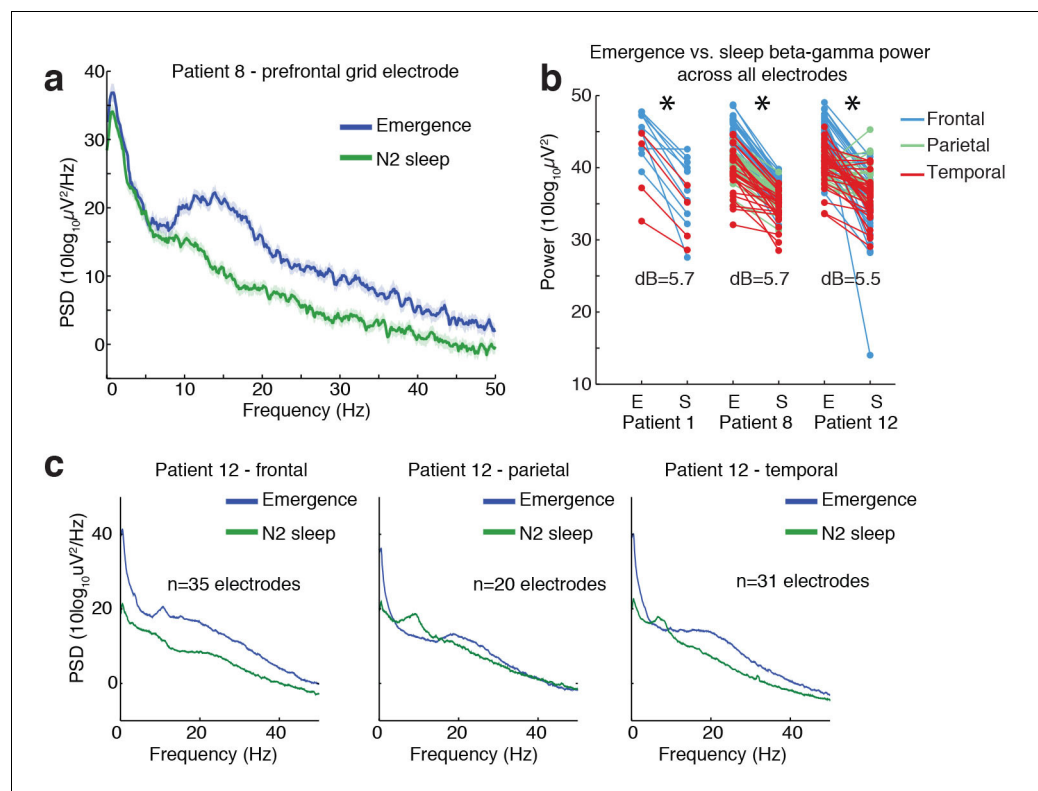 a
Patient 8 - prefrontal grid electrode
40
30
20
10
0
PSD (10log₁₀µV²/Hz)
Emergence
N2 sleep
0 10 20 30 40 50
Frequency (Hz)
b
Emergence vs. sleep beta-gamma power
across all electrodes
50
40
30
20
10
Power (10log₁₀µV²)
* * *
Frontal
Parietal
Temporal
dB=5.7 dB=5.7 dB=5.5
E S E S E S
Patient 1 Patient 8 Patient 12
c
Patient 12 - frontal
Emergence
N2 sleep
n=35 electrodes
40
20
0
PSD (10log₁₀uV²/Hz)
0 20 40
Frequency (Hz)
Patient 12 - parietal
Emergence
N2 sleep
n=20 electrodes
0 20 40
Frequency (Hz)
Patient 12 - temporal
Emergence
N2 sleep
n=31 electrodes
0 20 40
Frequency (Hz)